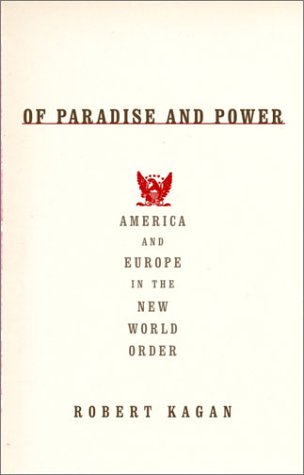 OF PARADISE AND POWER
AMERICA
AND
EUROPE
IN THE
NEW
WORLD
ORDER
ROBERT KAGAN